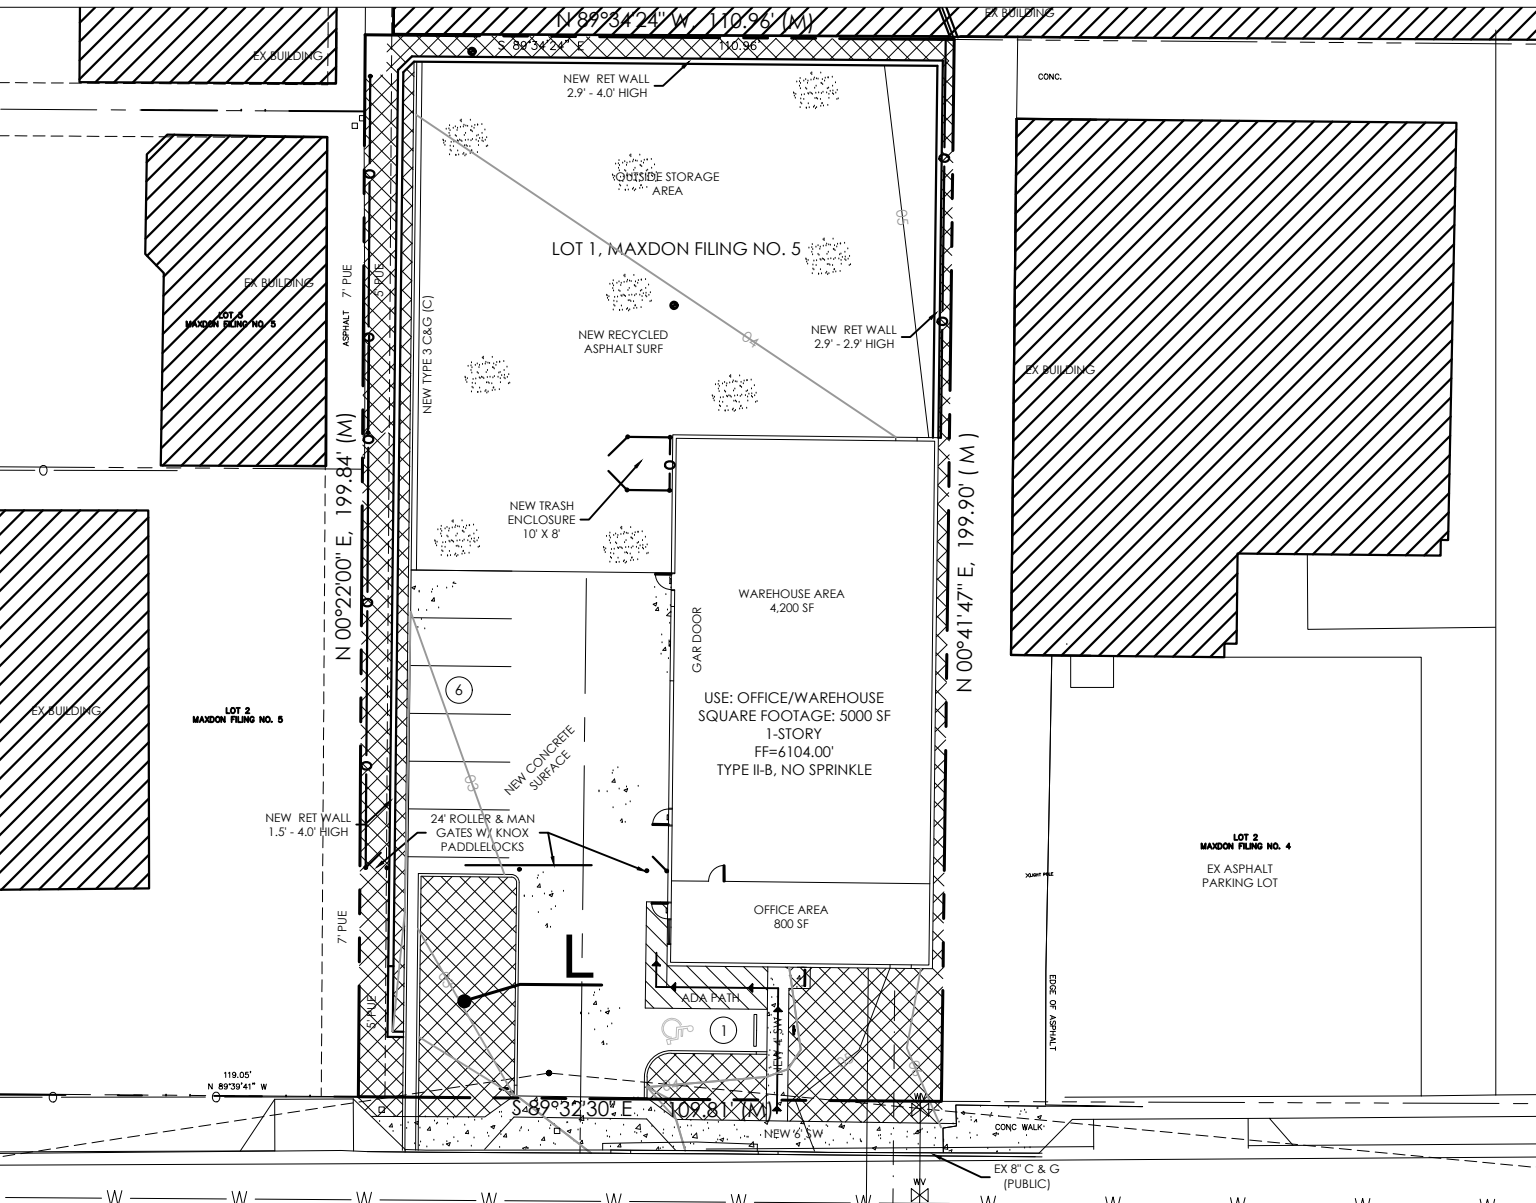 N 89°34'24" W, 110.96' (M)
EX BUILDING
S 89°34'24" E 110.96'
EX BUILDING
NEW RET WALL
2.9' - 4.0' HIGH
CONC.
OUTSIDE STORAGE
AREA
05
LOT 1, MAXDON FILING NO. 5
EX BUILDING
LOT 3
MAXDON FILING NO. 5
ASPHALT
7' PUE
5' PUE
NEW TYPE 3 C&G (C)
NEW RECYCLED
ASPHALT SURF
04
NEW RET WALL
2.9' - 2.9' HIGH
EX BUILDING
N 00°22'00" E, 199.84' (M)
N 00°41'47" E, 199.90' ( M )
NEW TRASH
ENCLOSURE
10' X 8'
WAREHOUSE AREA
4,200 SF
GAR DOOR
6
USE: OFFICE/WAREHOUSE
SQUARE FOOTAGE: 5000 SF
1-STORY
FF=6104.00'
TYPE II-B, NO SPRINKLE
EX BUILDING
LOT 2
MAXDON FILING NO. 5
NEW CONCRETE
SURFACE
03
NEW RET WALL
1.5' - 4.0' HIGH
24' ROLLER & MAN
GATES W/ KNOX
PADDLELOCKS
LOT 2
MAXDON FILING NO. 4
EX ASPHALT
PARKING LOT
XLIGHT POLE
OFFICE AREA
800 SF
7' PUE
L
5' PUE
ADA PATH
1
NEW 4' SW
EDGE OF ASPHALT
119.05'
N 89°39'41" W
S 89°32'30" E 109.81' (M)
WV
NEW 6' SW
CONC WALK
EX 8" C & G
(PUBLIC)
WV
W W W W W W W W W W W W